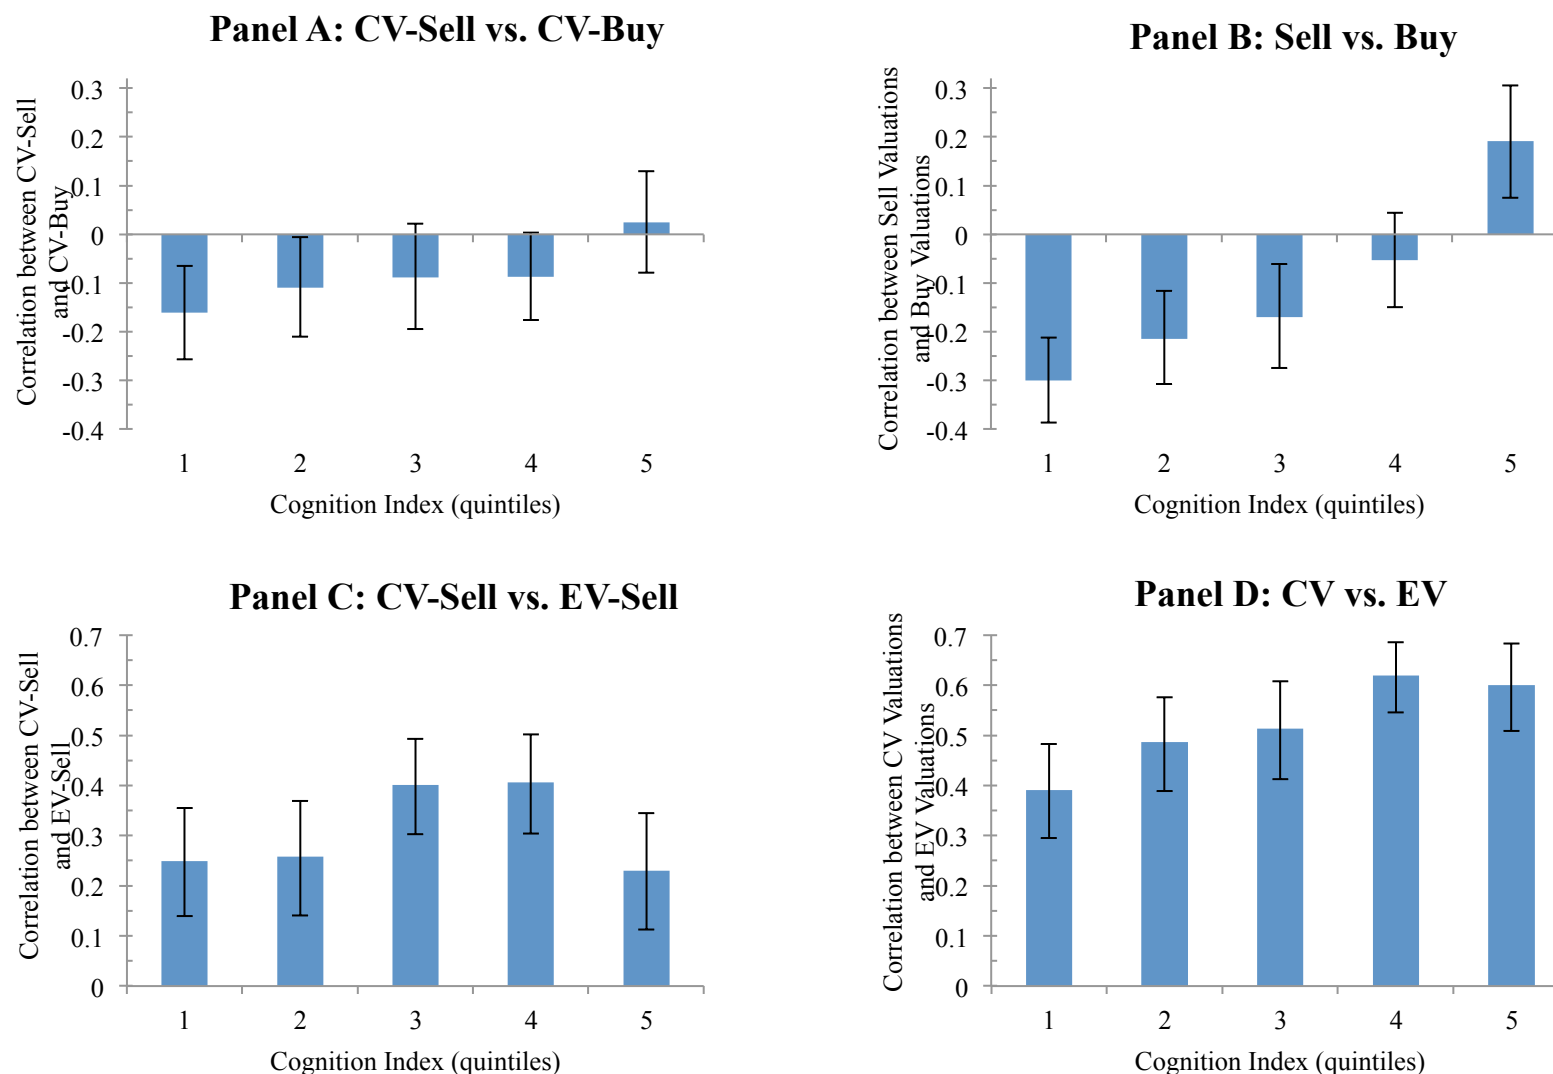 Panel A: CV-Sell vs. CV-Buy
Correlation between CV-Sell
and CV-Buy
0.3
0.2
0.1
0
-0.1
-0.2
-0.3
-0.4
1 2 3 4 5
Cognition Index (quintiles)
Panel B: Sell vs. Buy
Correlation between Sell Valuations
and Buy Valuations
0.3
0.2
0.1
0
-0.1
-0.2
-0.3
-0.4
1 2 3 4 5
Cognition Index (quintiles)
Panel C: CV-Sell vs. EV-Sell
Correlation between CV-Sell
and EV-Sell
0.7
0.6
0.5
0.4
0.3
0.2
0.1
0
1 2 3 4 5
Cognition Index (quintiles)
Panel D: CV vs. EV
Correlation between CV Valuations
and EV Valuations
0.7
0.6
0.5
0.4
0.3
0.2
0.1
0
1 2 3 4 5
Cognition Index (quintiles)